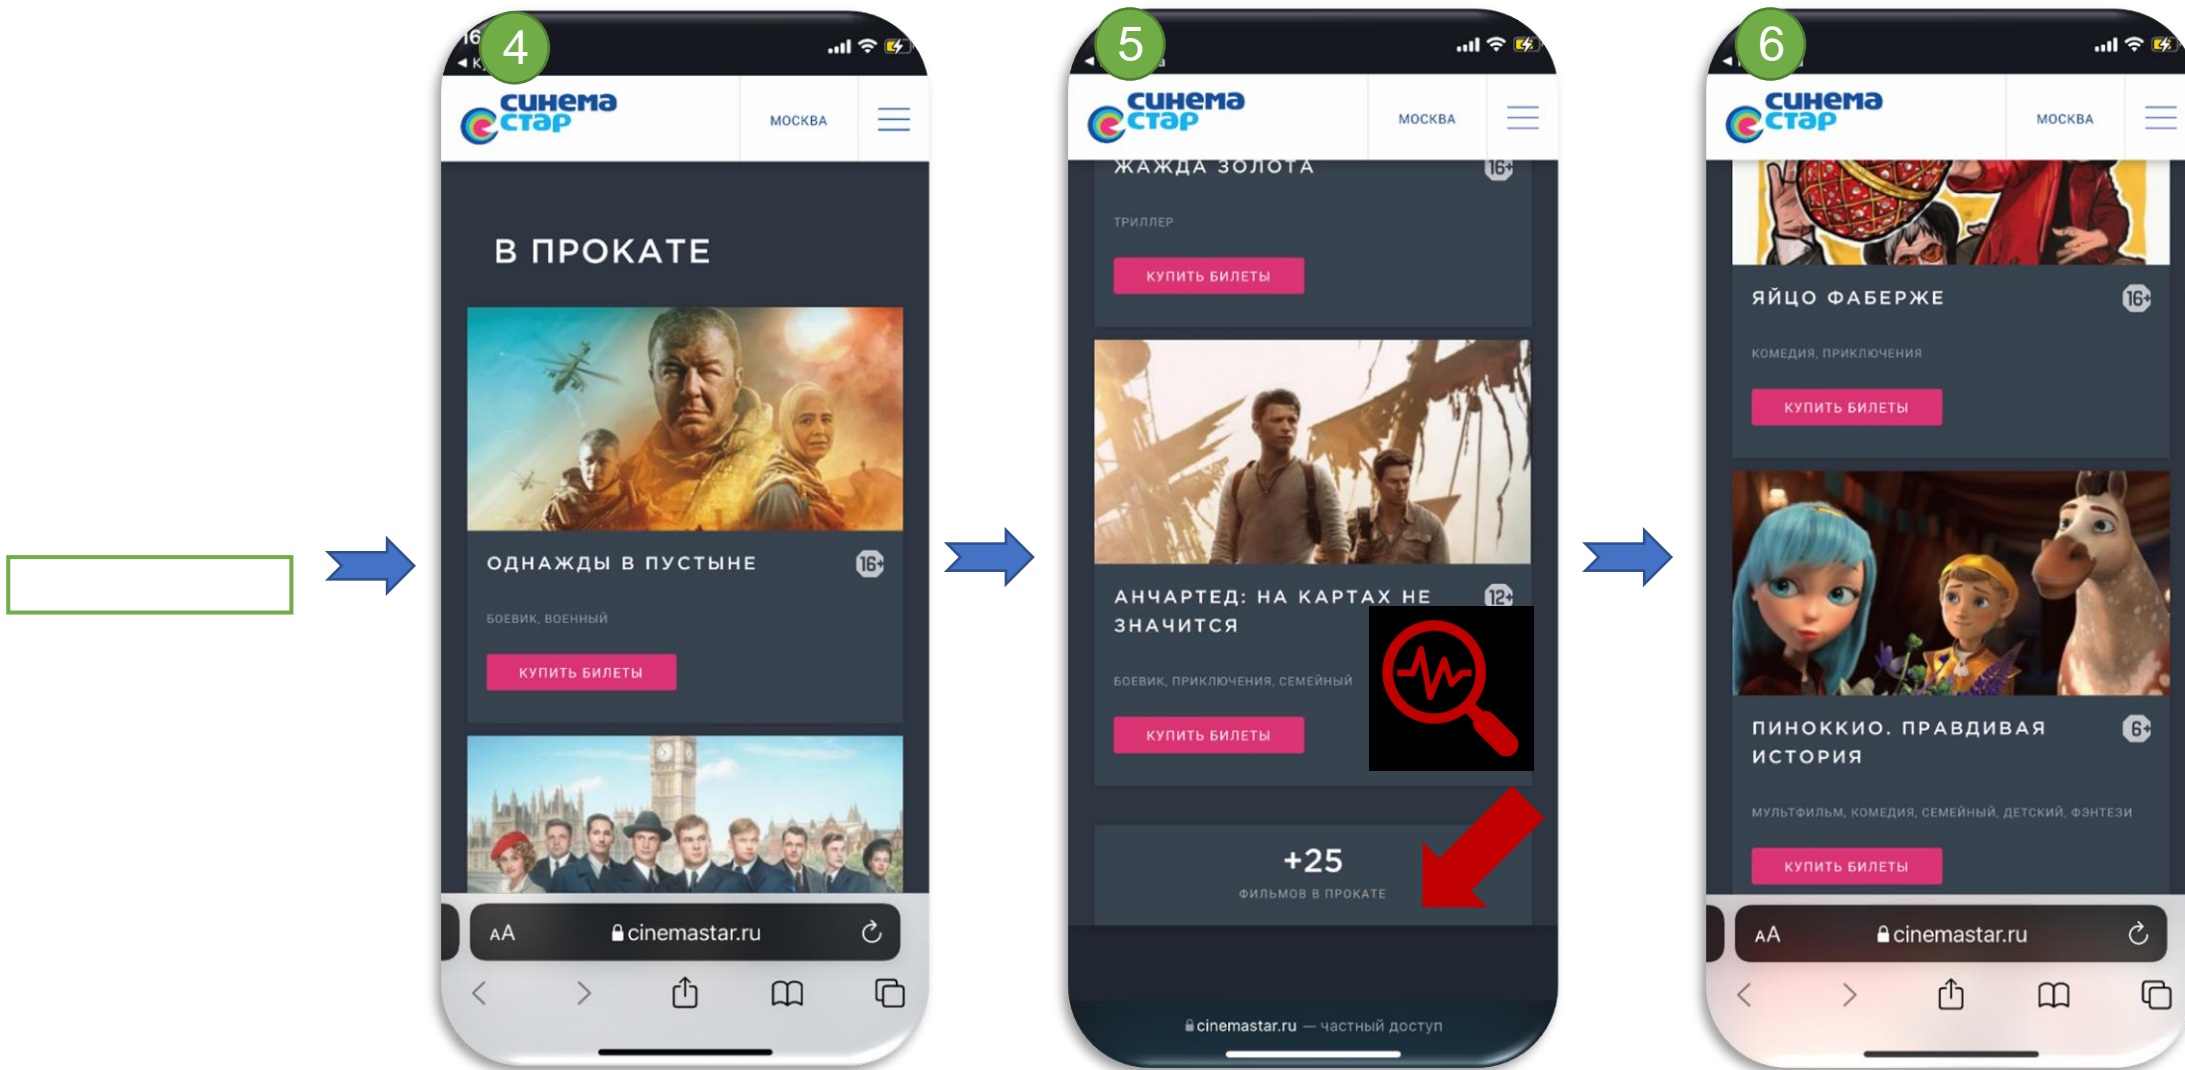 4
16
синема
стар
МОСКВА
В ПРОКАТЕ
ОДНАЖДЫ В ПУСТЫНЕ
16+
БОЕВИК, ВОЕННЫЙ
КУПИТЬ БИЛЕТЫ
AA
cinemastar.ru
5
синема
стар
МОСКВА
ЖАЖДА ЗОЛОТА
16+
ТРИЛЛЕР
КУПИТЬ БИЛЕТЫ
АНЧАРТЕД: НА КАРТАХ НЕ
ЗНАЧИТСЯ
12+
БОЕВИК, ПРИКЛЮЧЕНИЯ, СЕМЕЙНЫЙ
КУПИТЬ БИЛЕТЫ
+25
ФИЛЬМОВ В ПРОКАТЕ
cinemastar.ru — частный доступ
6
синема
стар
МОСКВА
ЯЙЦО ФАБЕРЖЕ
16+
КОМЕДИЯ, ПРИКЛЮЧЕНИЯ
КУПИТЬ БИЛЕТЫ
ПИНОККИО. ПРАВДИВАЯ
ИСТОРИЯ
6+
МУЛЬТФИЛЬМ, КОМЕДИЯ, СЕМЕЙНЫЙ, ДЕТСКИЙ, ФЭНТЕЗИ
КУПИТЬ БИЛЕТЫ
AA
cinemastar.ru